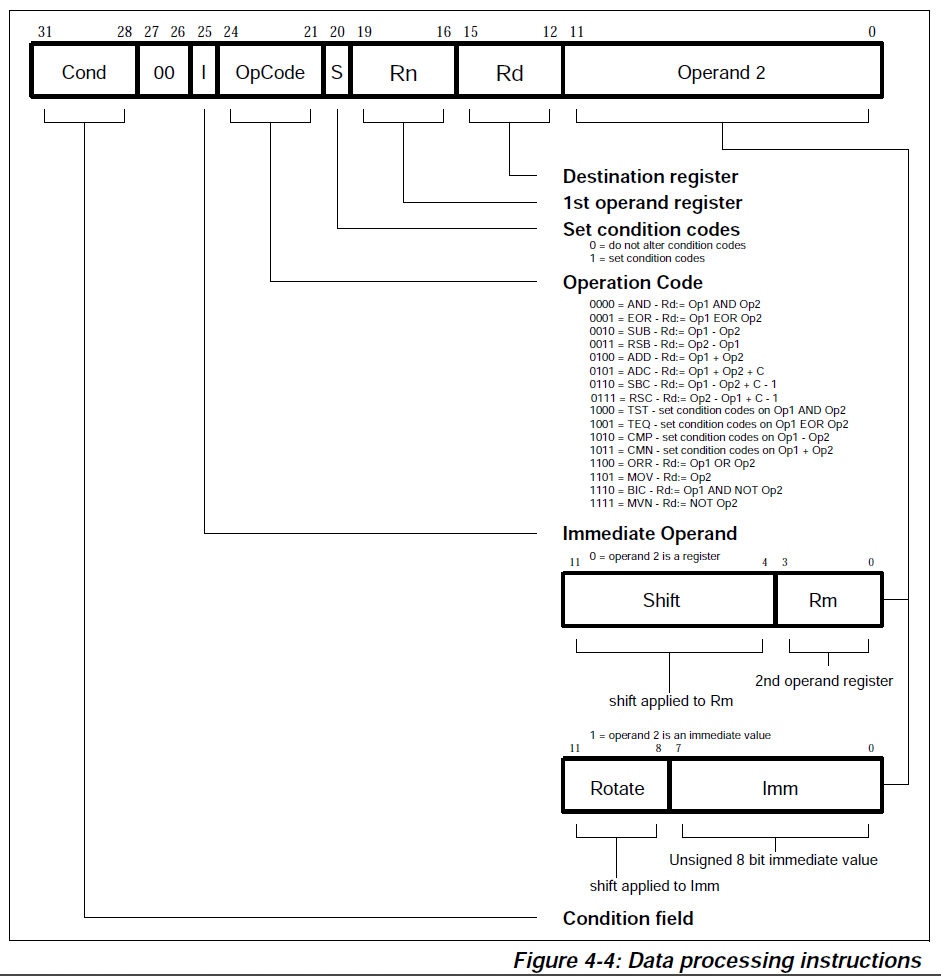 31 28 27 26 25 24 21 20 19 16 15 12 11 0
Cond 00 I OpCode S Rn Rd Operand 2
Destination register
1st operand register
Set condition codes
0 = do not alter condition codes
1 = set condition codes
Operation Code
0000 = AND - Rd:= Op1 AND Op2
0001 = EOR - Rd:= Op1 EOR Op2
0010 = SUB - Rd:= Op1 - Op2
0011 = RSB - Rd:= Op2 - Op1
0100 = ADD - Rd:= Op1 + Op2
0101 = ADC - Rd:= Op1 + Op2 + C
0110 = SBC - Rd:= Op1 - Op2 + C - 1
0111 = RSC - Rd:= Op2 - Op1 + C - 1
1000 = TST - set condition codes on Op1 AND Op2
1001 = TEQ - set condition codes on Op1 EOR Op2
1010 = CMP - set condition codes on Op1 - Op2
1011 = CMN - set condition codes on Op1 + Op2
1100 = ORR - Rd:= Op1 OR Op2
1101 = MOV - Rd:= Op2
1110 = BIC - Rd:= Op1 AND NOT Op2
1111 = MVN - Rd:= NOT Op2
Immediate Operand
0 = operand 2 is a register
11 4 3 0
Shift Rm
2nd operand register
shift applied to Rm
1 = operand 2 is an immediate value
11 8 7 0
Rotate Imm
Unsigned 8 bit immediate value
shift applied to Imm
Condition field
Figure 4-4: Data processing instructions